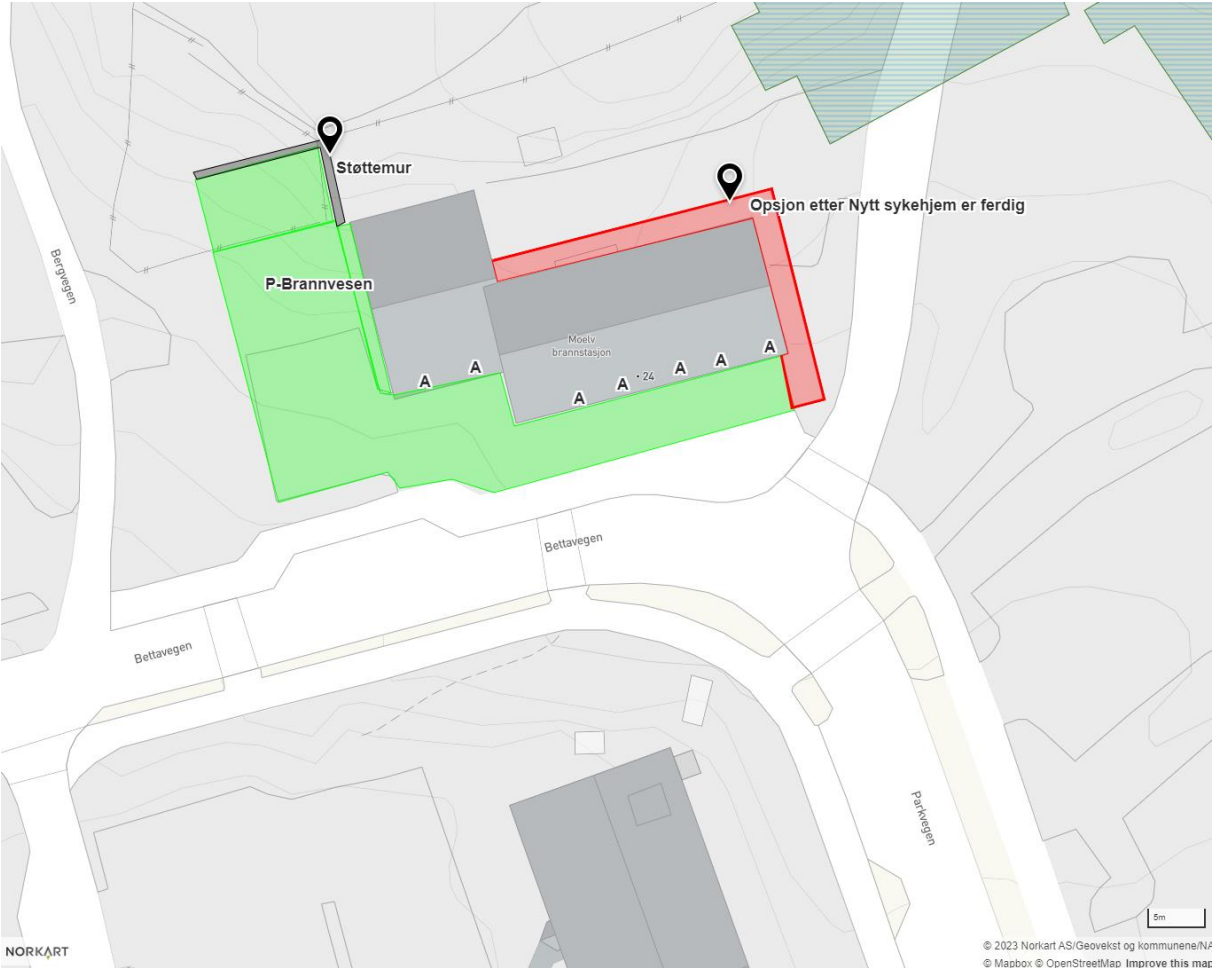 Støttemur
Opsjon etter Nytt sykehjem er ferdig
Bergvegen
P-Brannvesen
Moelv
brannstasjon
24
A
A
A
A
A
A
A
Bettavegen
Bettavegen
Parkvegen
5m
NORKART
© 2023 Norkart AS/Geovekst og kommunene/NA
© Mapbox © OpenStreetMap Improve this map